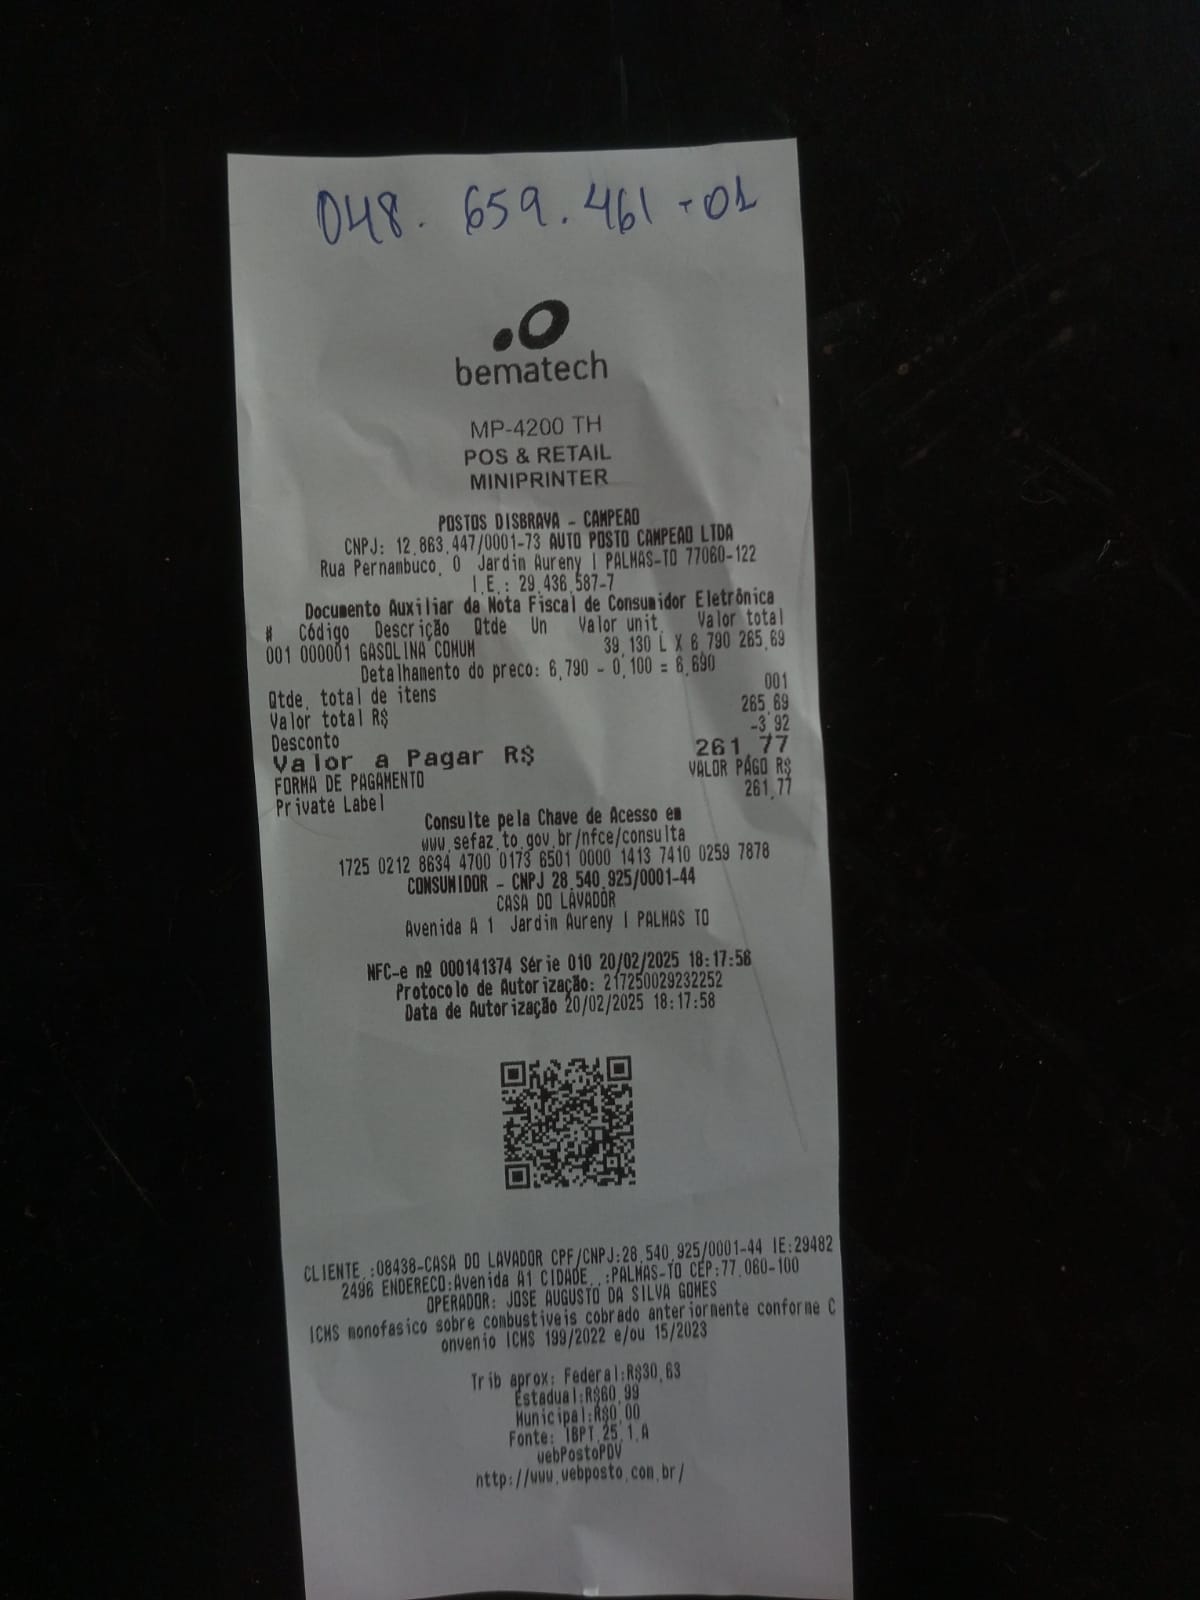 048. 659. 461 - 01
bematech
MP-4200 TH
POS & RETAIL
MINIPRINTER
POSTOS DISBRAVA - CAMPEAO
CNPJ: 12.863.447/0001-73 AUTO POSTO CAMPEAO LTDA
Rua Pernambuco, 0 Jardim Aureny I PALMAS-TO 77060-122
I.E.: 29.436.587-7
Documento Auxiliar da Nota Fiscal de Consumidor Eletrônica
# Código Descrição Qtde Un Valor unit Valor total
001 000001 GASOLINA COMUM 39,130 L X 6,790 265,69
Detalhamento do preco: 6,790 - 0,100 = 6,690
Qtde. total de itens 001
Valor total R$ 265,69
Desconto -3,92
Valor a Pagar R$ 261,77
FORMA DE PAGAMENTO VALOR PAGO R$
Private Label 261,77
Consulte pela Chave de Acesso em
www.sefaz.to.gov.br/nfce/consulta
1725 0212 8634 4700 0173 6501 0000 1413 7410 0259 7878
CONSUMIDOR - CNPJ 28.540.925/0001-44
CASA DO LAVADOR
Avenida A 1 Jardim Aureny I PALMAS TO
NFC-e nº 000141374 Série 010 20/02/2025 18:17:58
Protocolo de Autorização: 217250029232252
Data de Autorização 20/02/2025 18:17:58
CLIENTE.:08438-CASA DO LAVADOR CPF/CNPJ:28.540.925/0001-44 IE:29482
2496 ENDERECO:Avenida A1 CIDADE..:PALMAS-TO CEP:77.060-100
OPERADOR: JOSE AUGUSTO DA SILVA GOMES
ICMS monofasico sobre combustiveis cobrado anteriormente conforme C
onvenio ICMS 199/2022 e/ou 15/2023
Trib aprox: Federal:R$30,63
Estadual:R$60,99
Municipal:R$0,00
Fonte: IBPT.25.1.A
webPostoPDV
http://www.webposto.com.br/